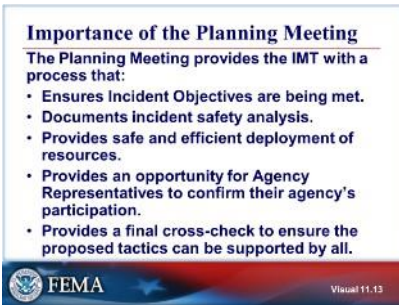 Importance of the Planning Meeting
The Planning Meeting provides the IMT with a
process that:
• Ensures Incident Objectives are being met.
• Documents incident safety analysis.
• Provides safe and efficient deployment of
resources.
• Provides an opportunity for Agency
Representatives to confirm their agency's
participation.
• Provides a final cross-check to ensure the
proposed tactics can be supported by all.
FEMA
Visual 11.13